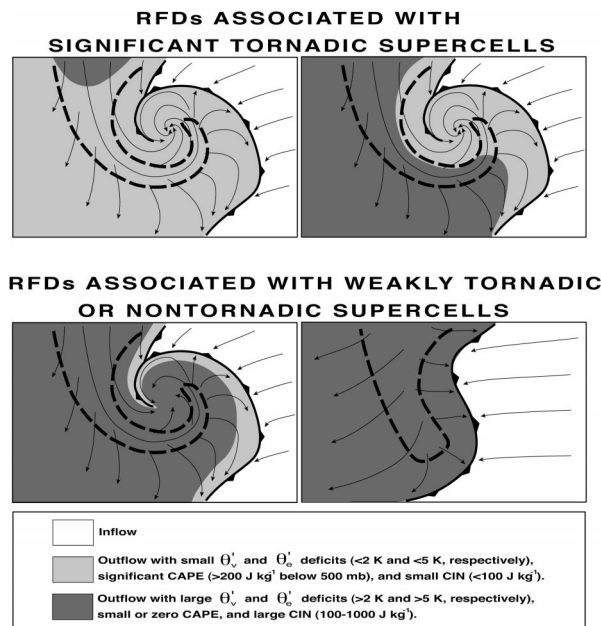 RFDs ASSOCIATED WITH
SIGNIFICANT TORNADIC SUPERCELLS
RFDs ASSOCIATED WITH WEAKLY TORNADIC
OR NONTORNADIC SUPERCELLS
Inflow
Outflow with small θ'ᵥ and θ'ₑ deficits (<2 K and <5 K, respectively),
significant CAPE (>200 J kg⁻¹ below 500 mb), and small CIN (<100 J kg⁻¹).
Outflow with large θ'ᵥ and θ'ₑ deficits (>2 K and >5 K, respectively),
small or zero CAPE, and large CIN (100-1000 J kg⁻¹).